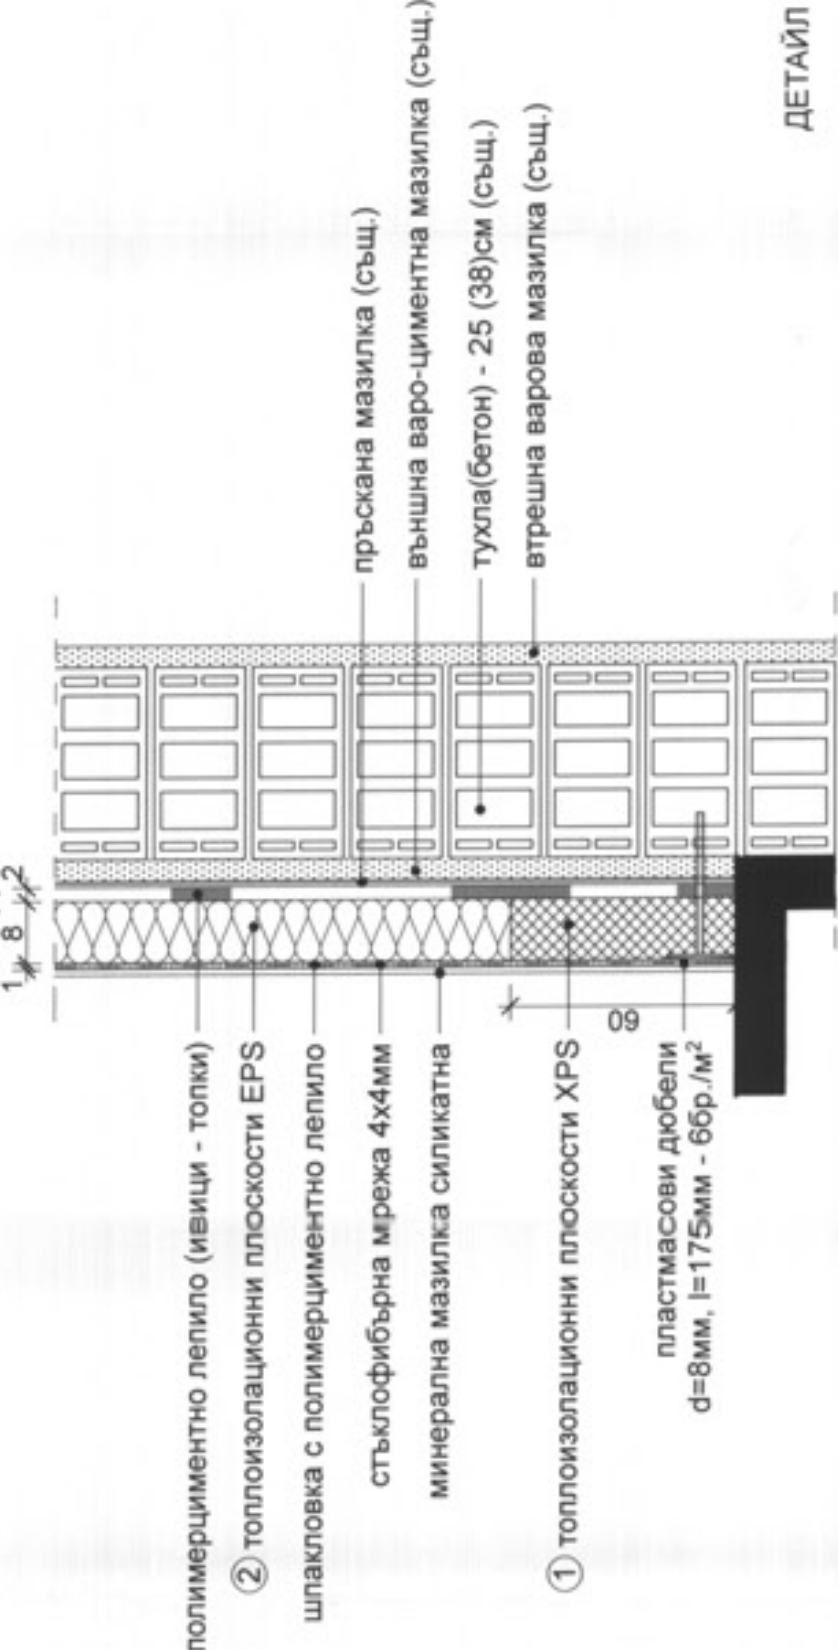 пръскана мазилка (същ.)
външна варо-циментна мазилка (същ.)
тухла(бетон) - 25 (38)см (същ.)
втрешна варова мазилка (същ.)
ДЕТАЙЛ
1 8 2
60
полимерциментно лепило (ивици - топки)
2 топлоизолационни плоскости EPS
шпакловка с полимерциментно лепило
стъклофибърна мрежа 4x4мм
минерална мазилка силикатна
1 топлоизолационни плоскости XPS
пластмасови дюбели
d=8мм, l=175мм - 6бр./м²